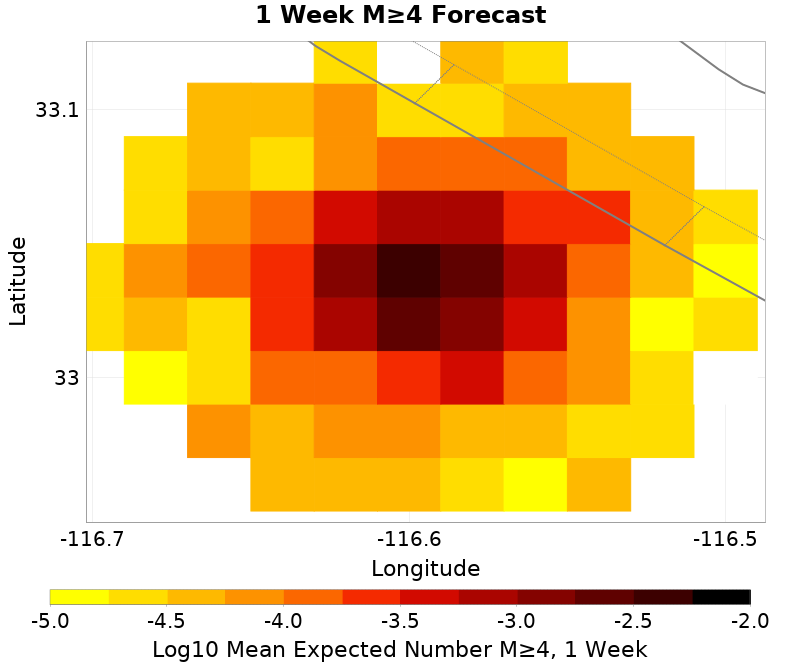 1 Week M≥4 Forecast
33.1
33
Latitude
-116.7 -116.6 -116.5
Longitude
-5.0 -4.5 -4.0 -3.5 -3.0 -2.5 -2.0
Log10 Mean Expected Number M≥4, 1 Week